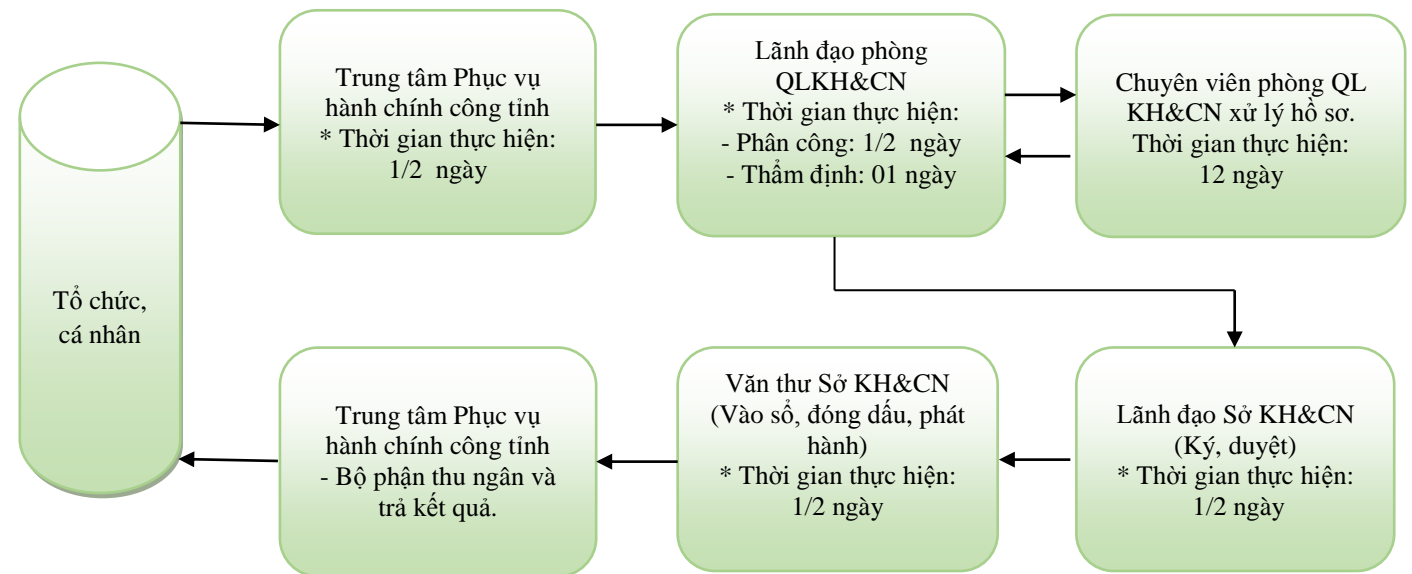 Tổ chức,
cá nhân
Trung tâm Phục vụ
hành chính công tỉnh
* Thời gian thực hiện:
1/2 ngày
Lãnh đạo phòng
QLKH&CN
* Thời gian thực hiện:
- Phân công: 1/2 ngày
- Thẩm định: 01 ngày
Chuyên viên phòng QL
KH&CN xử lý hồ sơ.
Thời gian thực hiện:
12 ngày
Lãnh đạo Sở KH&CN
(Ký, duyệt)
* Thời gian thực hiện:
1/2 ngày
Văn thư Sở KH&CN
(Vào sổ, đóng dấu, phát
hành)
* Thời gian thực hiện:
1/2 ngày
Trung tâm Phục vụ
hành chính công tỉnh
- Bộ phận thu ngân và
trả kết quả.